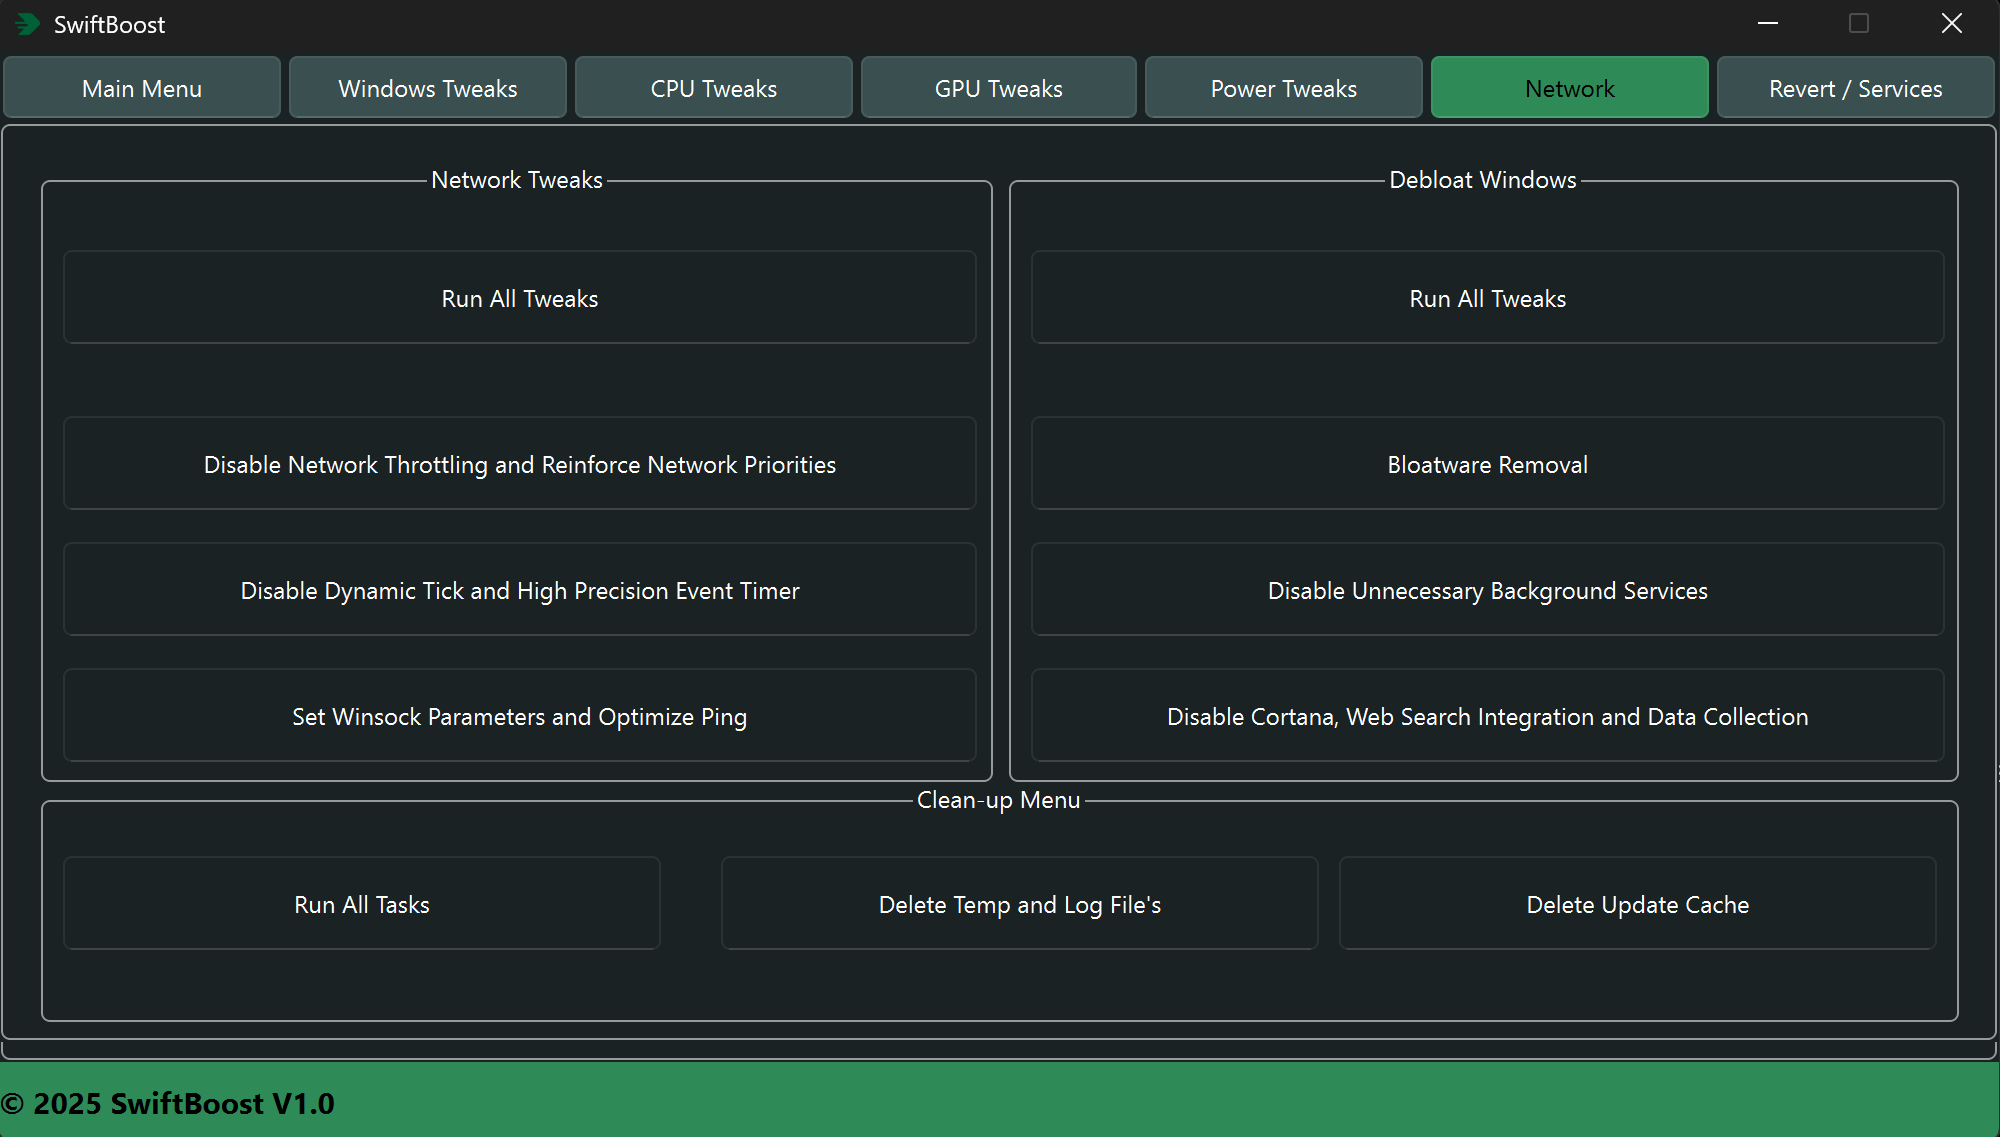 SwiftBoost
Main Menu
Windows Tweaks
CPU Tweaks
GPU Tweaks
Power Tweaks
Network
Revert / Services
Network Tweaks
Run All Tweaks
Disable Network Throttling and Reinforce Network Priorities
Disable Dynamic Tick and High Precision Event Timer
Set Winsock Parameters and Optimize Ping
Debloat Windows
Run All Tweaks
Bloatware Removal
Disable Unnecessary Background Services
Disable Cortana, Web Search Integration and Data Collection
Clean-up Menu
Run All Tasks
Delete Temp and Log File's
Delete Update Cache
© 2025 SwiftBoost V1.0